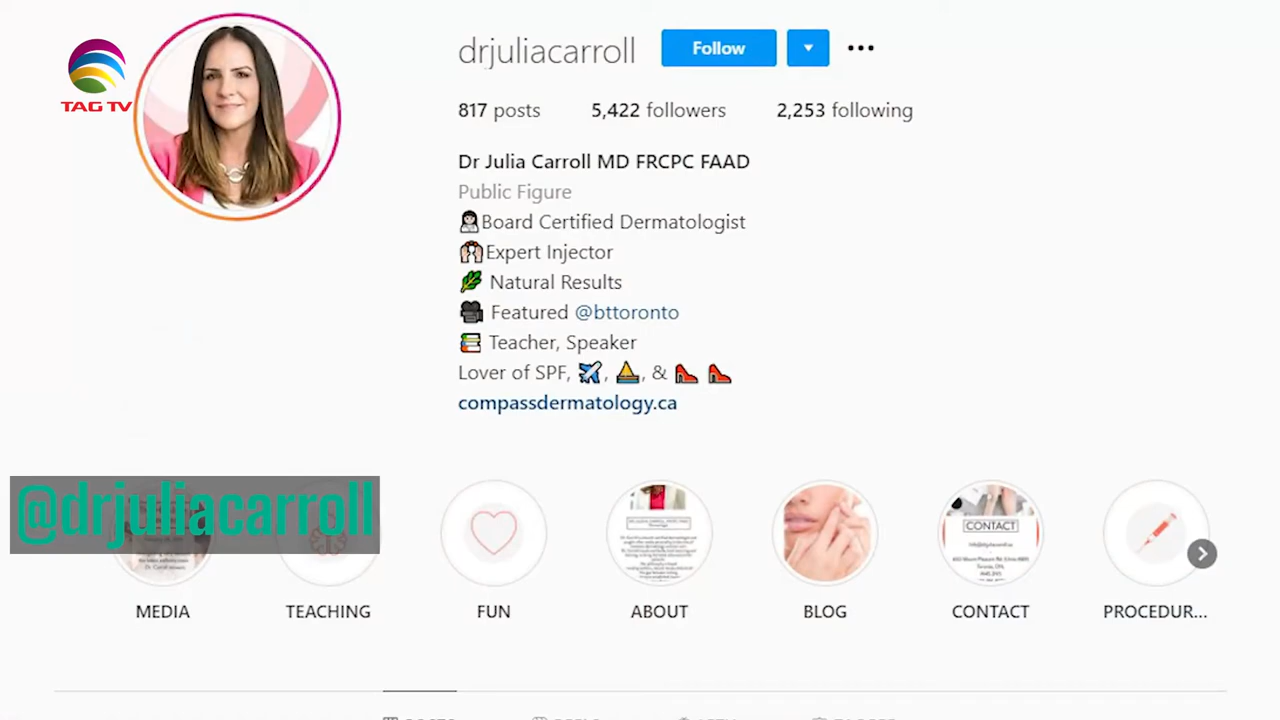 TAG TV
drjuliacarroll Follow
817 posts 5,422 followers 2,253 following
Dr Julia Carroll MD FRCPC FAAD
Public Figure
Board Certified Dermatologist
Expert Injector
Natural Results
Featured @bttoronto
Teacher, Speaker
Lover of SPF, , , &
compassdermatology.ca
@drjuliacarroll
CONTACT
MEDIA TEACHING FUN ABOUT BLOG CONTACT PROCEDUR...